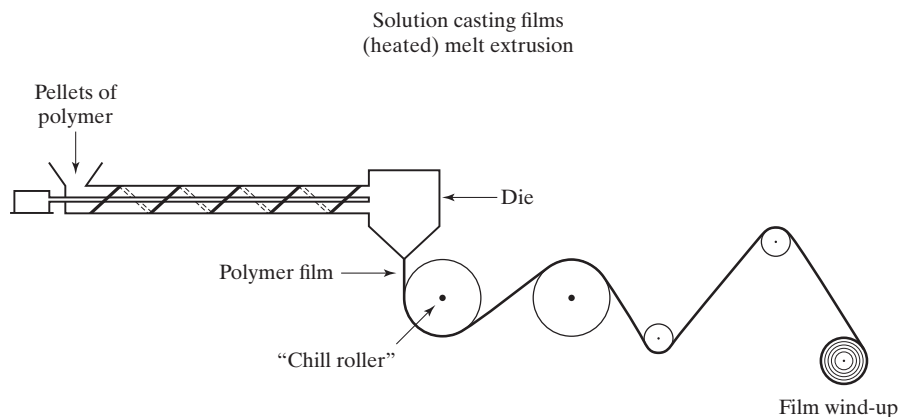 Solution casting films
(heated) melt extrusion
Pellets of
polymer
Die
Polymer film
“Chill roller”
Film wind-up